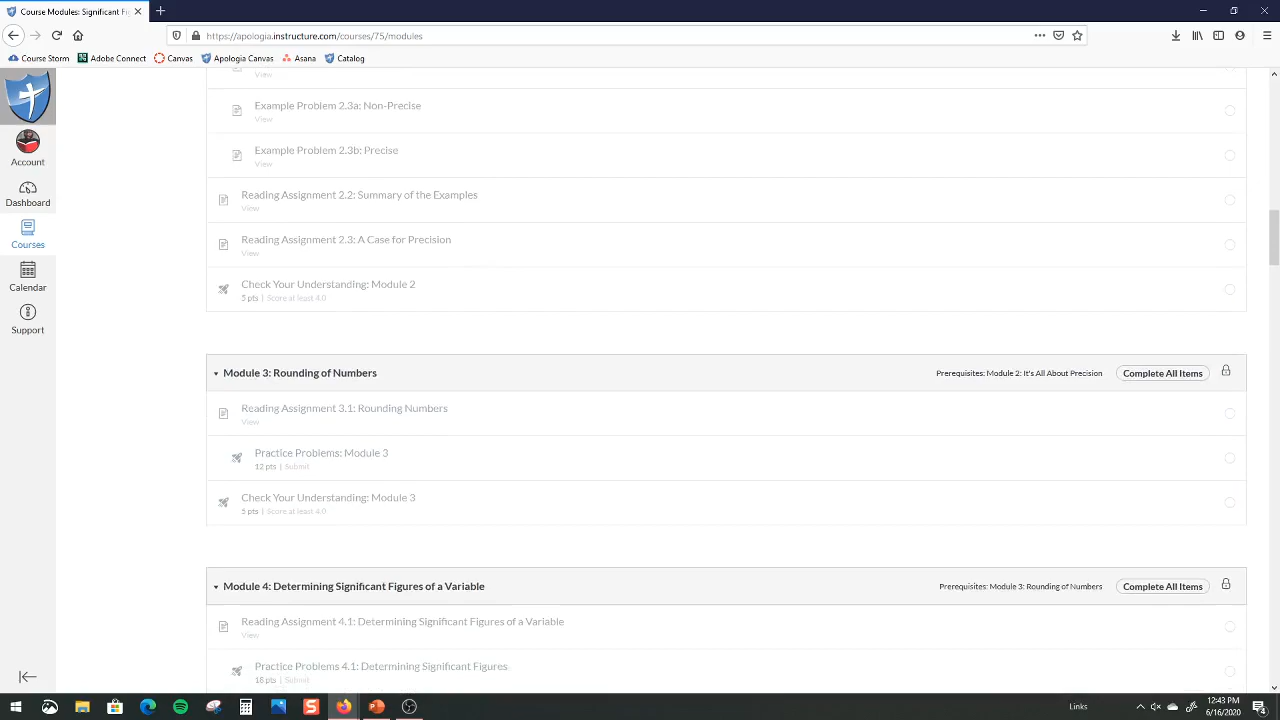 Course Modules: Significant Fi
https://apologia.instructure.com/courses/75/modules
Course Storm
Adobe Connect
Canvas
Apologia Canvas
Asana
Catalog
View
Account
Dashboard
Courses
Calendar
Support
Example Problem 2.3a: Non-Precise
View
Example Problem 2.3b: Precise
View
Reading Assignment 2.2: Summary of the Examples
View
Reading Assignment 2.3: A Case for Precision
View
Check Your Understanding: Module 2
5 pts | Score at least 4.0
Module 3: Rounding of Numbers
Prerequisites: Module 2: It's All About Precision
Complete All Items
Reading Assignment 3.1: Rounding Numbers
View
Practice Problems: Module 3
12 pts | Submit
Check Your Understanding: Module 3
5 pts | Score at least 4.0
Module 4: Determining Significant Figures of a Variable
Prerequisites: Module 3: Rounding of Numbers
Complete All Items
Reading Assignment 4.1: Determining Significant Figures of a Variable
View
Practice Problems 4.1: Determining Significant Figures
18 pts | Submit
Links
12:43 PM
6/16/2020